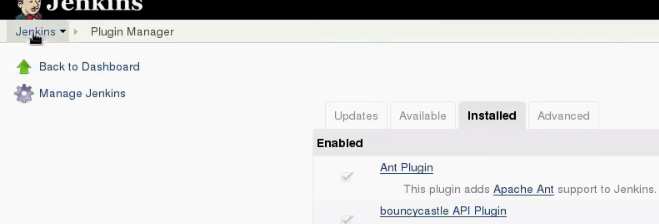 Jenkins
Jenkins Plugin Manager
Back to Dashboard
Manage Jenkins
Updates Available Installed Advanced
Enabled
Ant Plugin
This plugin adds Apache Ant support to Jenkins.
bouncycastle API Plugin